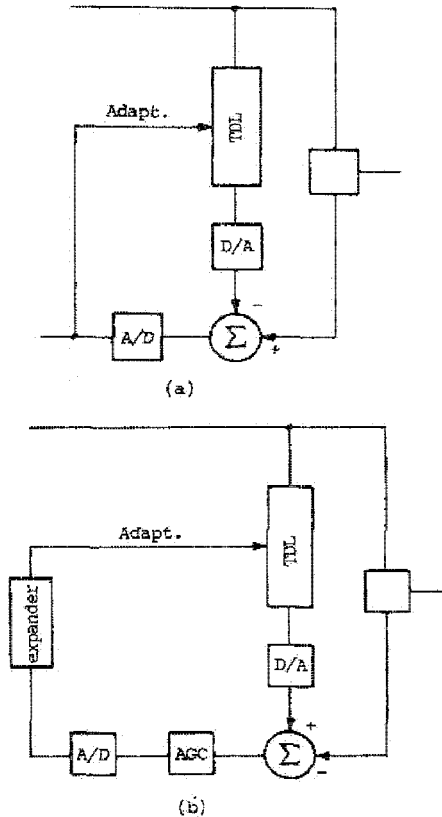 Adapt.
TDL
D/A
-
A/D
Σ
+
(a)
Adapt.
TDL
expander
D/A
+
A/D
AGC
Σ
-
(b)